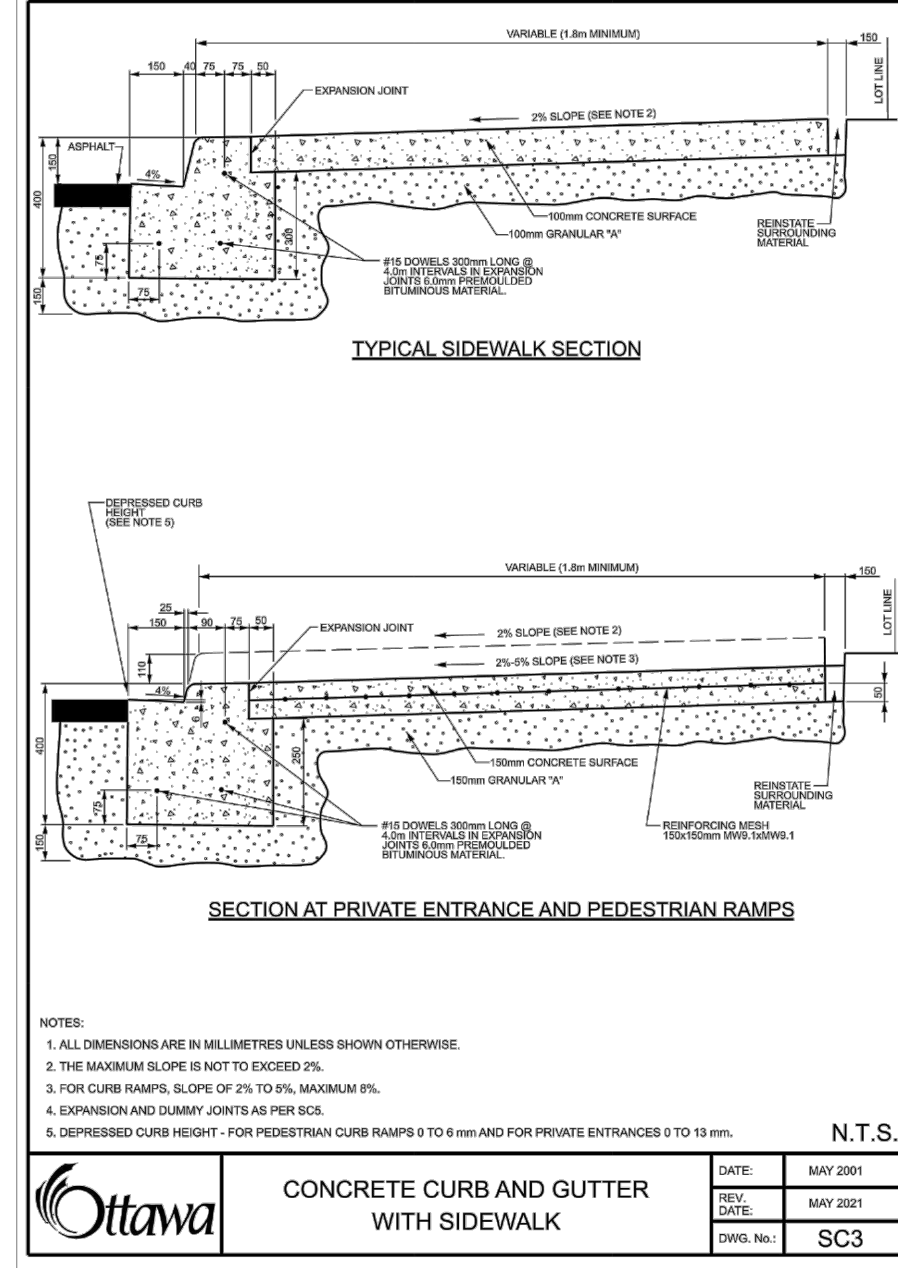 VARIABLE (1.8m MINIMUM)
150
LOT LINE
150
40
75
75
50
EXPANSION JOINT
2% SLOPE (SEE NOTE 2)
ASPHALT
150
4%
400
100mm CONCRETE SURFACE
100mm GRANULAR "A"
REINSTATE
SURROUNDING
MATERIAL
300
75
#15 DOWELS 300mm LONG @
4.0m INTERVALS IN EXPANSION
JOINTS 6.0mm PREMOULDED
BITUMINOUS MATERIAL.
75
150
TYPICAL SIDEWALK SECTION
DEPRESSED CURB
HEIGHT
(SEE NOTE 5)
VARIABLE (1.8m MINIMUM)
150
LOT LINE
25
150
90
75
50
EXPANSION JOINT
2% SLOPE (SEE NOTE 2)
2%-5% SLOPE (SEE NOTE 3)
110
4%
6
50
400
250
150mm CONCRETE SURFACE
150mm GRANULAR "A"
REINSTATE
SURROUNDING
MATERIAL
75
#15 DOWELS 300mm LONG @
4.0m INTERVALS IN EXPANSION
JOINTS 6.0mm PREMOULDED
BITUMINOUS MATERIAL.
REINFORCING MESH
150x150mm MW9.1xMW9.1
75
150
SECTION AT PRIVATE ENTRANCE AND PEDESTRIAN RAMPS
NOTES:
1. ALL DIMENSIONS ARE IN MILLIMETRES UNLESS SHOWN OTHERWISE.
2. THE MAXIMUM SLOPE IS NOT TO EXCEED 2%.
3. FOR CURB RAMPS, SLOPE OF 2% TO 5%, MAXIMUM 8%.
4. EXPANSION AND DUMMY JOINTS AS PER SC5.
5. DEPRESSED CURB HEIGHT - FOR PEDESTRIAN CURB RAMPS 0 TO 6 mm AND FOR PRIVATE ENTRANCES 0 TO 13 mm.
N.T.S.
Ottawa
CONCRETE CURB AND GUTTER
WITH SIDEWALK
DATE: MAY 2001
REV.
DATE: MAY 2021
DWG. No.: SC3